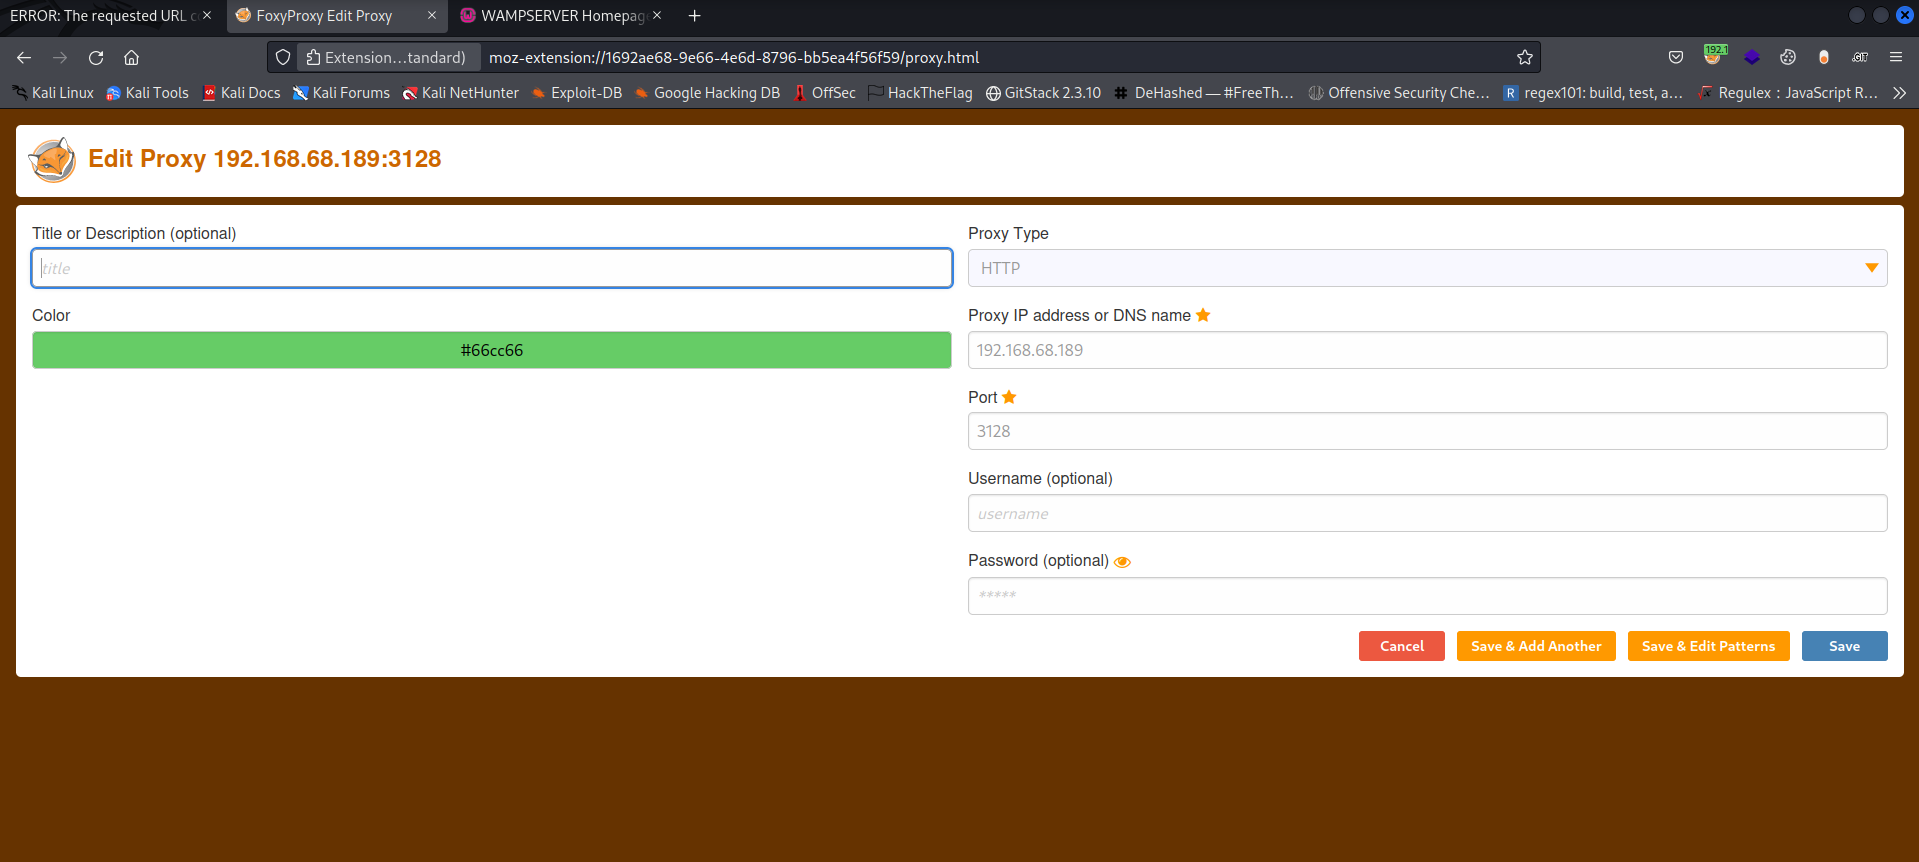 ERROR: The requested URL c
FoxyProxy Edit Proxy
WAMPSERVER Homepag
Extension…tandard)
moz-extension://1692ae68-9e66-4e6d-8796-bb5ea4f56f59/proxy.html
192.1
.GIT
Kali Linux
Kali Tools
Kali Docs
Kali Forums
Kali NetHunter
Exploit-DB
Google Hacking DB
OffSec
HackTheFlag
GitStack 2.3.10
DeHashed — #FreeTh…
Offensive Security Che…
R regex101: build, test, a…
Regulex : JavaScript R…
Edit Proxy 192.168.68.189:3128
Title or Description (optional)
title
Color
#66cc66
Proxy Type
HTTP
Proxy IP address or DNS name
192.168.68.189
Port
3128
Username (optional)
username
Password (optional)
*****
Cancel
Save & Add Another
Save & Edit Patterns
Save